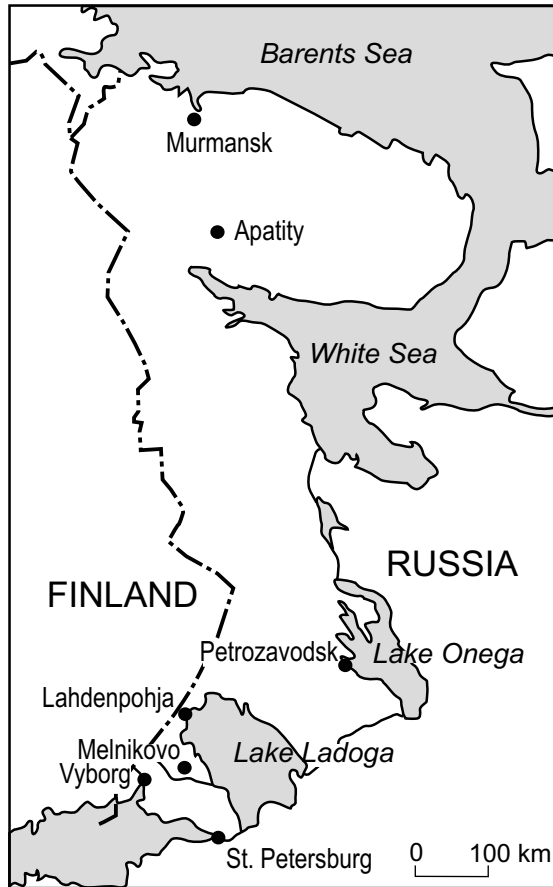 Barents Sea
Murmansk
Apatity
White Sea
RUSSIA
FINLAND
Petrozavodsk
Lake Onega
Lahdenpohja
Melnikovo
Lake Ladoga
Vyborg
St. Petersburg
0 100 km